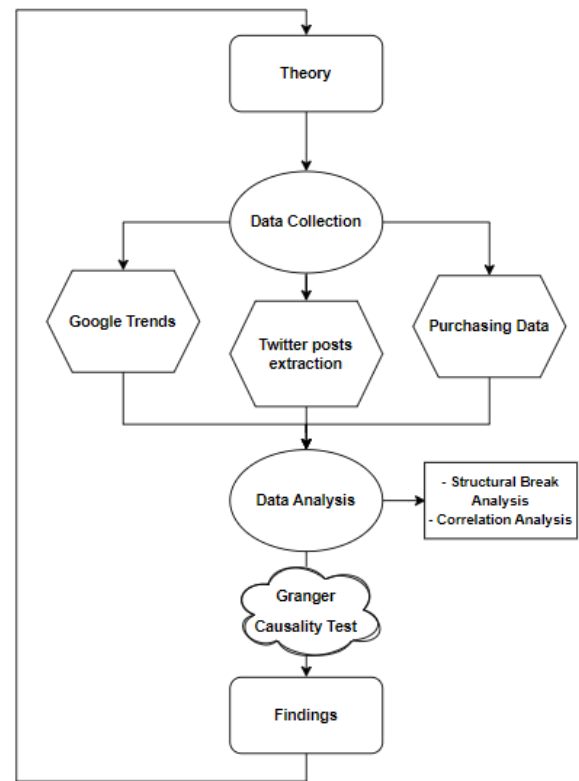 Theory
Data Collection
Google Trends
Twitter posts
extraction
Purchasing Data
Data Analysis
- Structural Break
Analysis
- Correlation Analysis
Granger
Causality Test
Findings